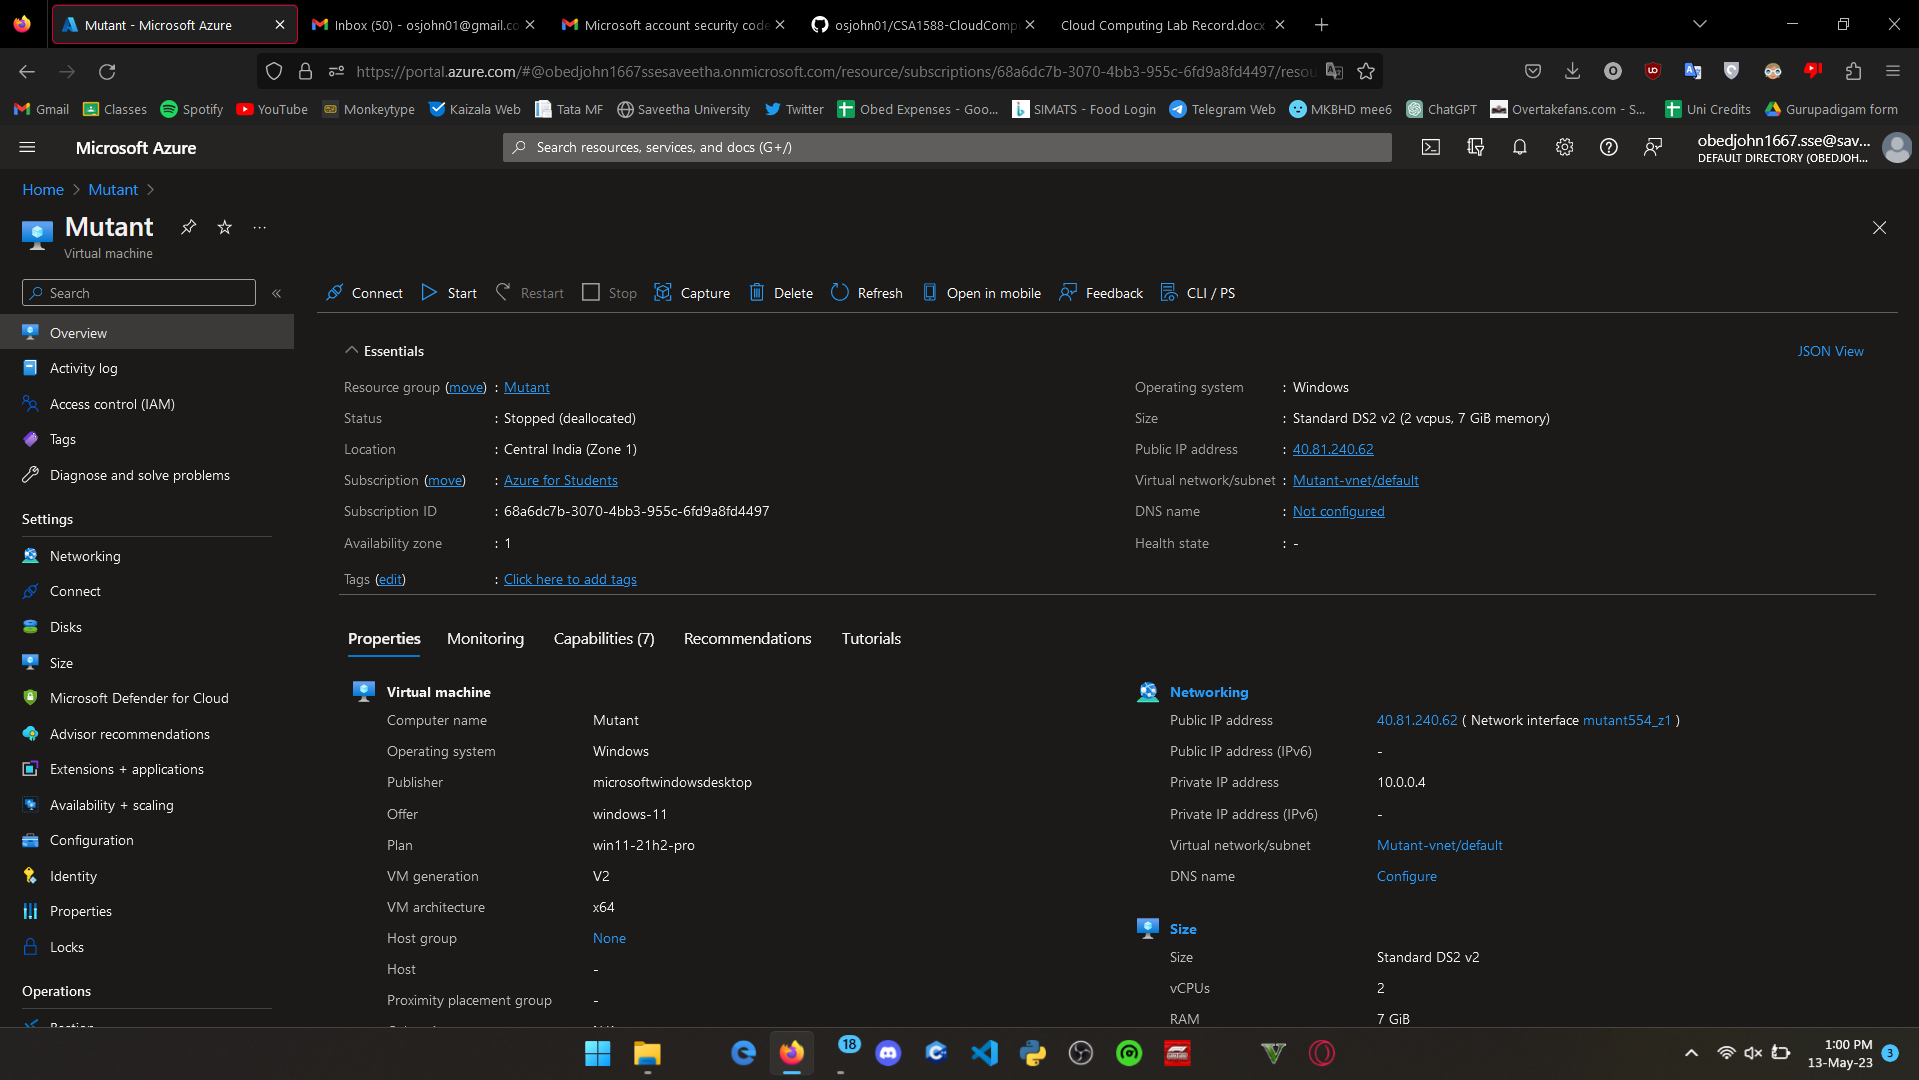 Mutant - Microsoft Azure
Inbox (50) - osjohn01@gmail.co
Microsoft account security code
osjohn01/CSA1588-CloudCompu
Cloud Computing Lab Record.docx
https://portal.azure.com/#@obedjohn1667ssesaveetha.onmicrosoft.com/resource/subscriptions/68a6dc7b-3070-4bb3-955c-6fd9a8fd4497/resou
Gmail Classes Spotify YouTube Monkeytype Kaizala Web Tata MF Saveetha University Twitter Obed Expenses - Goo... SIMATS - Food Login Telegram Web MKBHD mee6 ChatGPT Overtakefans.com - S... Uni Credits Gurupadigam form
Microsoft Azure
Search resources, services, and docs (G+/)
obedjohn1667.sse@sav...
DEFAULT DIRECTORY (OBEDJOH...
Home > Mutant >
Mutant
Virtual machine
Search
Connect Start Restart Stop Capture Delete Refresh Open in mobile Feedback CLI / PS
Overview
Activity log
Access control (IAM)
Tags
Diagnose and solve problems
Settings
Networking
Connect
Disks
Size
Microsoft Defender for Cloud
Advisor recommendations
Extensions + applications
Availability + scaling
Configuration
Identity
Properties
Locks
Operations
Bastion
Essentials
JSON View
Resource group (move) : Mutant
Status : Stopped (deallocated)
Location : Central India (Zone 1)
Subscription (move) : Azure for Students
Subscription ID : 68a6dc7b-3070-4bb3-955c-6fd9a8fd4497
Availability zone : 1
Tags (edit) : Click here to add tags
Operating system : Windows
Size : Standard DS2 v2 (2 vcpus, 7 GiB memory)
Public IP address : 40.81.240.62
Virtual network/subnet : Mutant-vnet/default
DNS name : Not configured
Health state : -
Properties Monitoring Capabilities (7) Recommendations Tutorials
Virtual machine
Computer name Mutant
Operating system Windows
Publisher microsoftwindowsdesktop
Offer windows-11
Plan win11-21h2-pro
VM generation V2
VM architecture x64
Host group None
Host -
Proximity placement group -
Networking
Public IP address 40.81.240.62 ( Network interface mutant554_z1 )
Public IP address (IPv6) -
Private IP address 10.0.0.4
Private IP address (IPv6) -
Virtual network/subnet Mutant-vnet/default
DNS name Configure
Size
Size Standard DS2 v2
vCPUs 2
RAM 7 GiB
18
1:00 PM
13-May-23
3